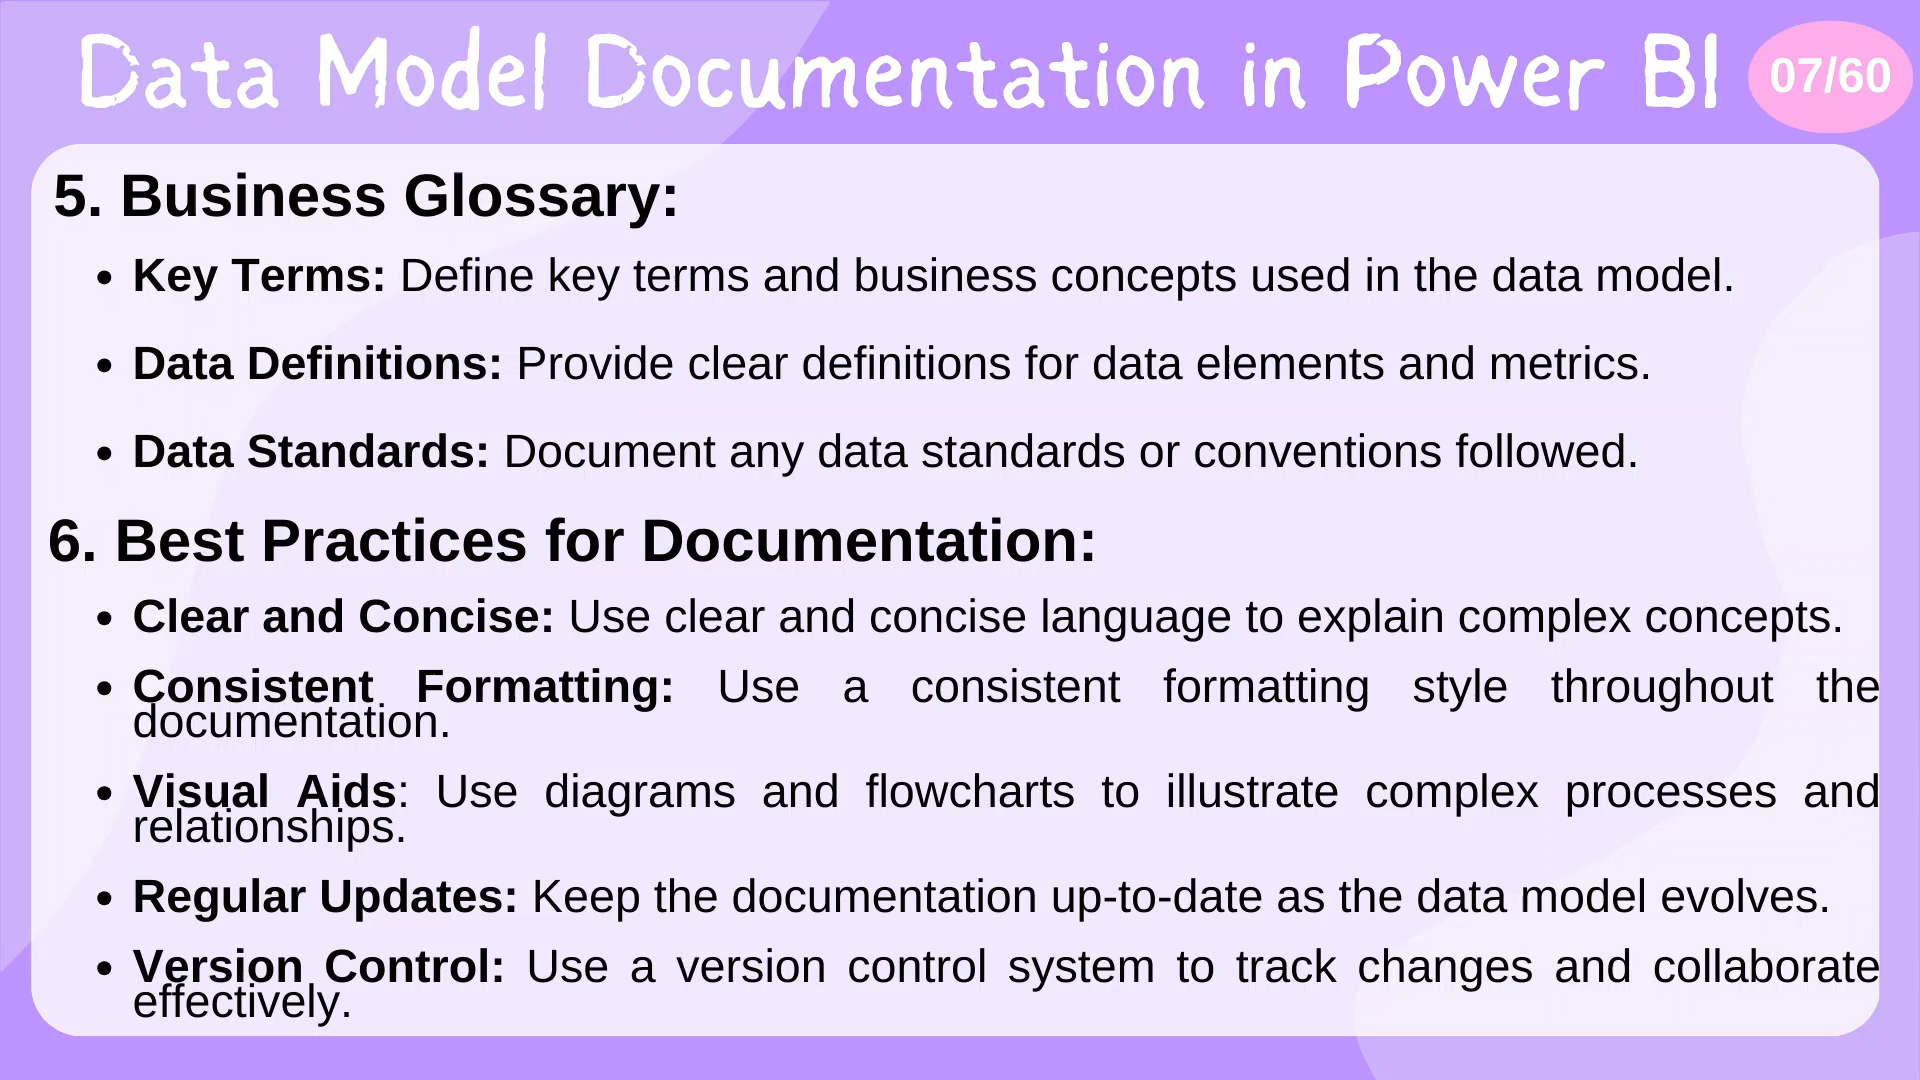 Data Model Documentation in Power BI
07/60
5. Business Glossary:
• Key Terms: Define key terms and business concepts used in the data model.
• Data Definitions: Provide clear definitions for data elements and metrics.
• Data Standards: Document any data standards or conventions followed.
6. Best Practices for Documentation:
• Clear and Concise: Use clear and concise language to explain complex concepts.
• Consistent Formatting: Use a consistent formatting style throughout the
documentation.
• Visual Aids: Use diagrams and flowcharts to illustrate complex processes and
relationships.
• Regular Updates: Keep the documentation up-to-date as the data model evolves.
• Version Control: Use a version control system to track changes and collaborate
effectively.